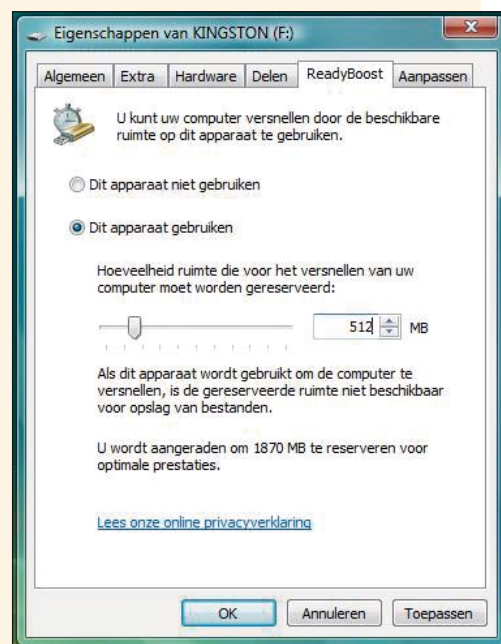 Eigenschappen van KINGSTON (F:)
Algemeen Extra Hardware Delen ReadyBoost Aanpassen
U kunt uw computer versnellen door de beschikbare
ruimte op dit apparaat te gebruiken.
Dit apparaat niet gebruiken
Dit apparaat gebruiken
Hoeveelheid ruimte die voor het versnellen van uw
computer moet worden gereserveerd:
512 MB
Als dit apparaat wordt gebruikt om de computer te
versnellen, is de gereserveerde ruimte niet beschikbaar
voor opslag van bestanden.
U wordt aangeraden om 1870 MB te reserveren voor
optimale prestaties.
Lees onze online privacyverklaring
OK Annuleren Toepassen